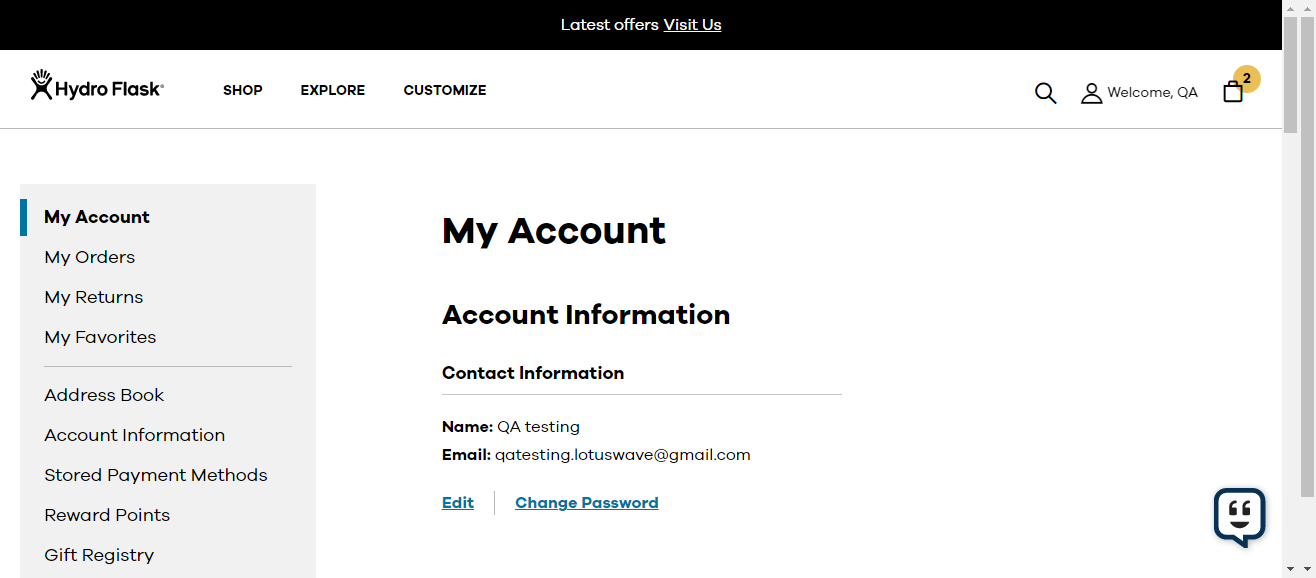 Latest offers Visit Us
Hydro Flask
SHOP
EXPLORE
CUSTOMIZE
Welcome, QA
2
My Account
My Orders
My Returns
My Favorites
Address Book
Account Information
Stored Payment Methods
Reward Points
Gift Registry
My Account
Account Information
Contact Information
Name: QA testing
Email: qatesting.lotuswave@gmail.com
Edit
Change Password